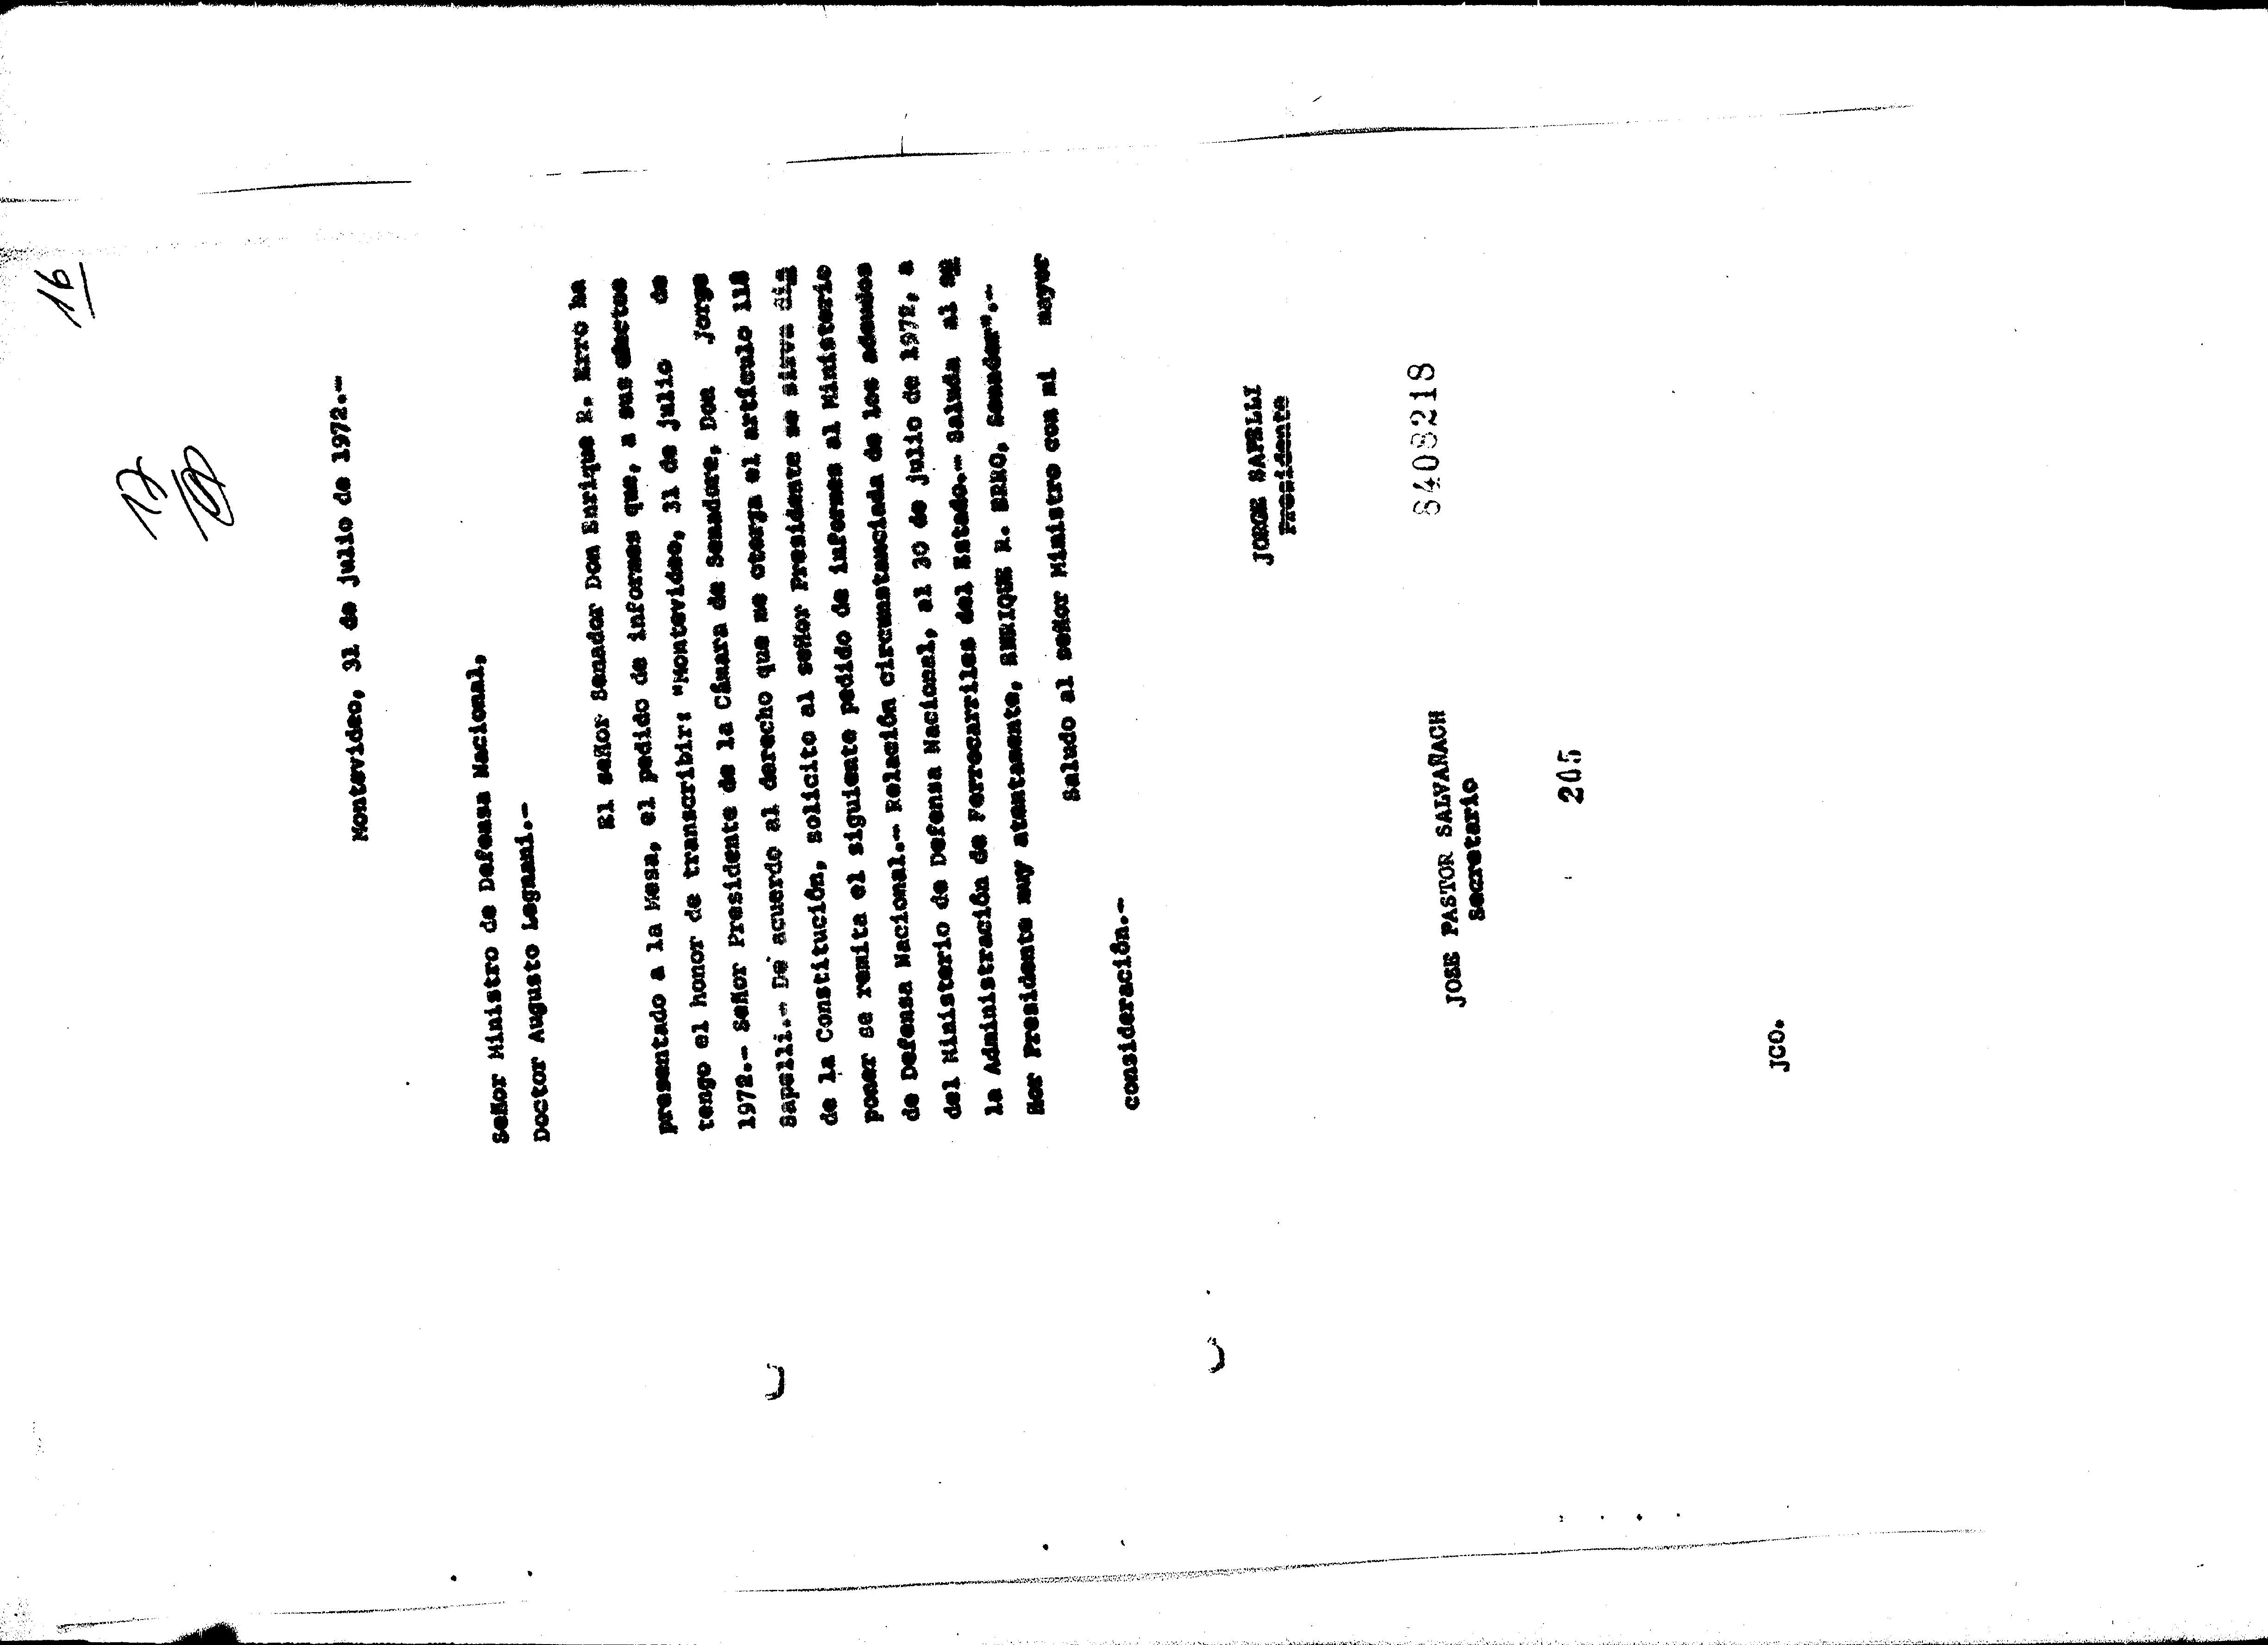 16
17
Montevideo, 31 de julio de 1972.-
Señor Ministro de Defensa Nacional,
Doctor Augusto Legnani.-
El señor Senador Don Enrique R. Erro ha
presentado a la Mesa, el pedido de informes que, a sus efectos
tengo el honor de transcribir: "Montevideo, 31 de julio de
1972.- Señor Presidente de la Cámara de Senadore, Don Jorge
Sapelli.- De acuerdo al derecho que me otorga el artículo 118
de la Constitución, solicito al señor Presidente se sirva dis
poner se remita el siguiente pedido de informes al Ministerio
de Defensa Nacional.- Relación circunstanciada de los adeudos
del Ministerio de Defensa Nacional, al 30 de julio de 1972, a
la Administración de Ferrocarriles del Estado.- Saluda al se
ñor Presidente muy atentamente, ENRIQUE R. ERRO, Senador".-
Saludo al señor Ministro con mi mayor
consideración.-
JORGE SAPELLI
Presidente
6408218
JOSE PASTOR SALVAÑACH
Secretario
205
JCO.